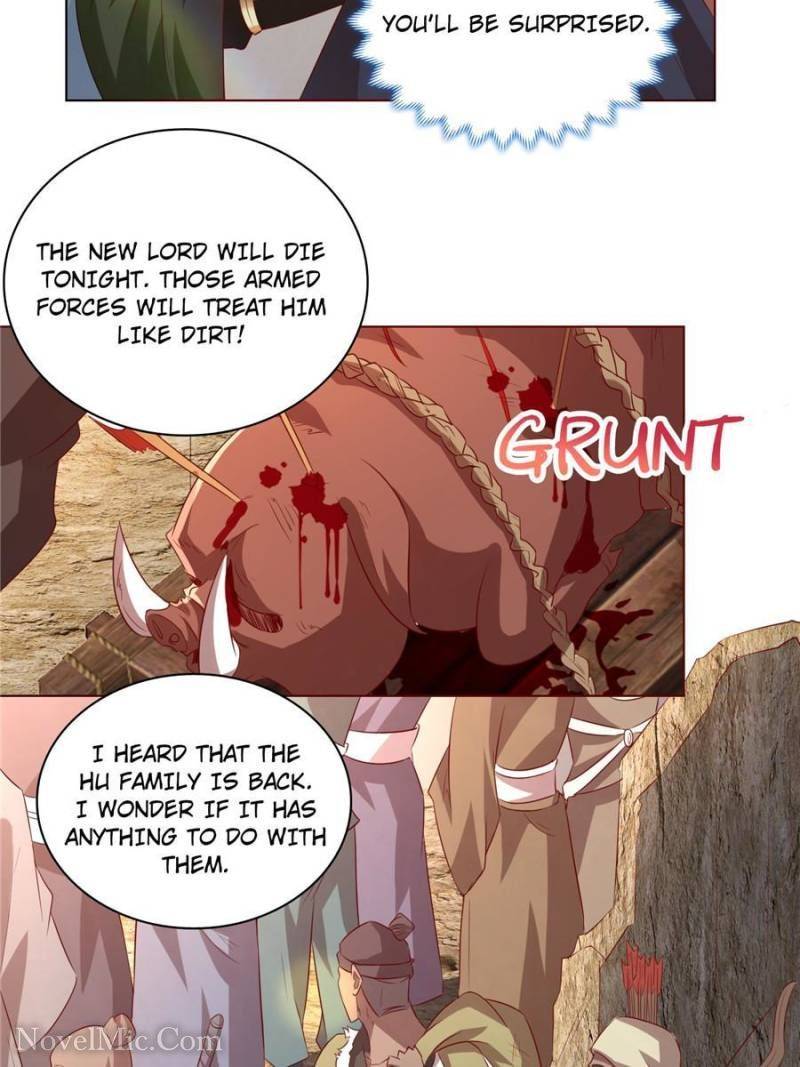 YOU'LL BE SURPRISED.
THE NEW LORD WILL DIE
TONIGHT. THOSE ARMED
FORCES WILL TREAT HIM
LIKE DIRT!
GRUNT
I HEARD THAT THE
HU FAMILY IS BACK.
I WONDER IF IT HAS
ANYTHING TO DO WITH
THEM.
NovelMic.Com